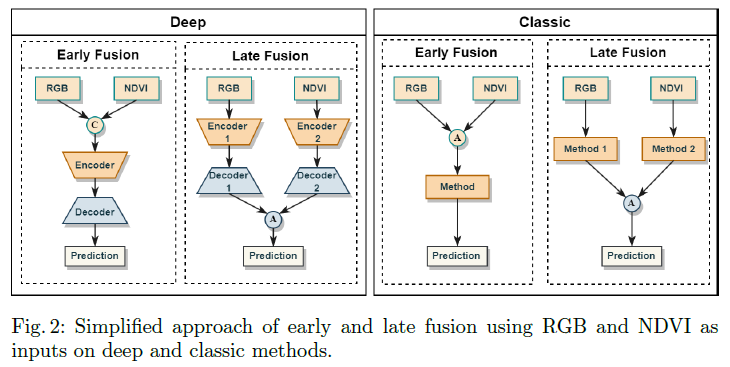 Deep
Classic
Early Fusion
Late Fusion
Early Fusion
Late Fusion
RGB
NDVI
RGB
NDVI
RGB
NDVI
RGB
NDVI
C
Encoder
1
Encoder
2
A
Method 1
Method 2
Encoder
Decoder
1
Decoder
2
Method
Decoder
A
A
Prediction
Prediction
Prediction
Prediction
Fig. 2: Simplified approach of early and late fusion using RGB and NDVI as
inputs on deep and classic methods.